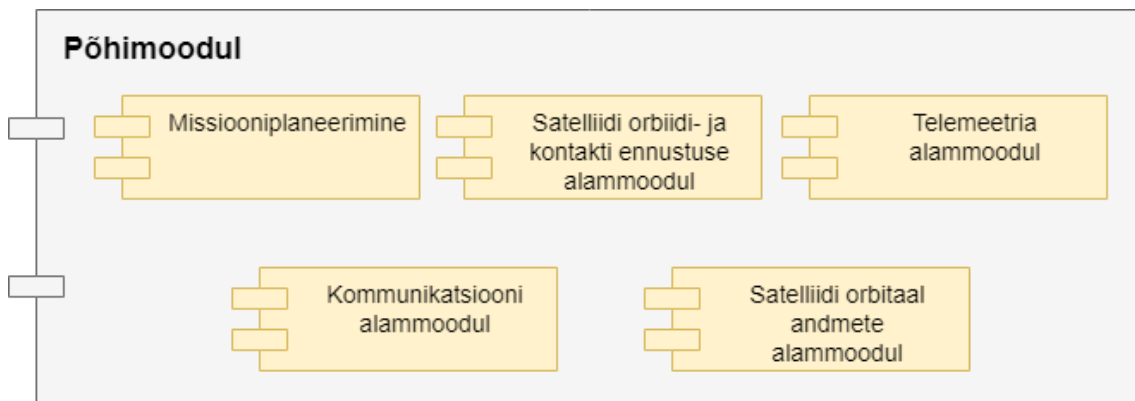 Põhimoodul
Missiooniplaneerimine
Satelliidi orbiidi- ja
kontakti ennustuse
alammoodul
Telemeetria
alammoodul
Kommunikatsiooni
alammoodul
Satelliidi orbitaal
andmete
alammoodul